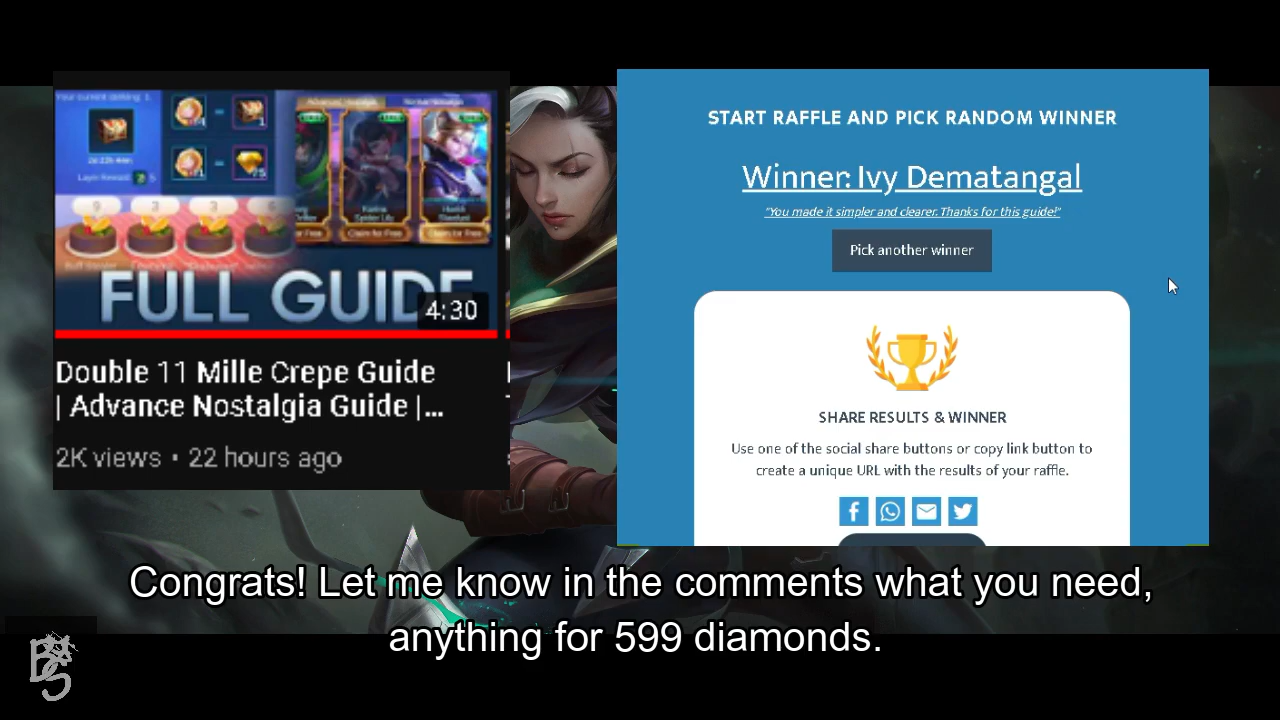 FULL GUIDE
4:30
Double 11 Mille Crepe Guide
| Advance Nostalgia Guide |...
2K views • 22 hours ago
START RAFFLE AND PICK RANDOM WINNER
Winner: Ivy Dematangal
"You made it simpler and clearer. Thanks for this guide!"
Pick another winner
SHARE RESULTS & WINNER
Use one of the social share buttons or copy link button to
create a unique URL with the results of your raffle.
Congrats! Let me know in the comments what you need,
anything for 599 diamonds.